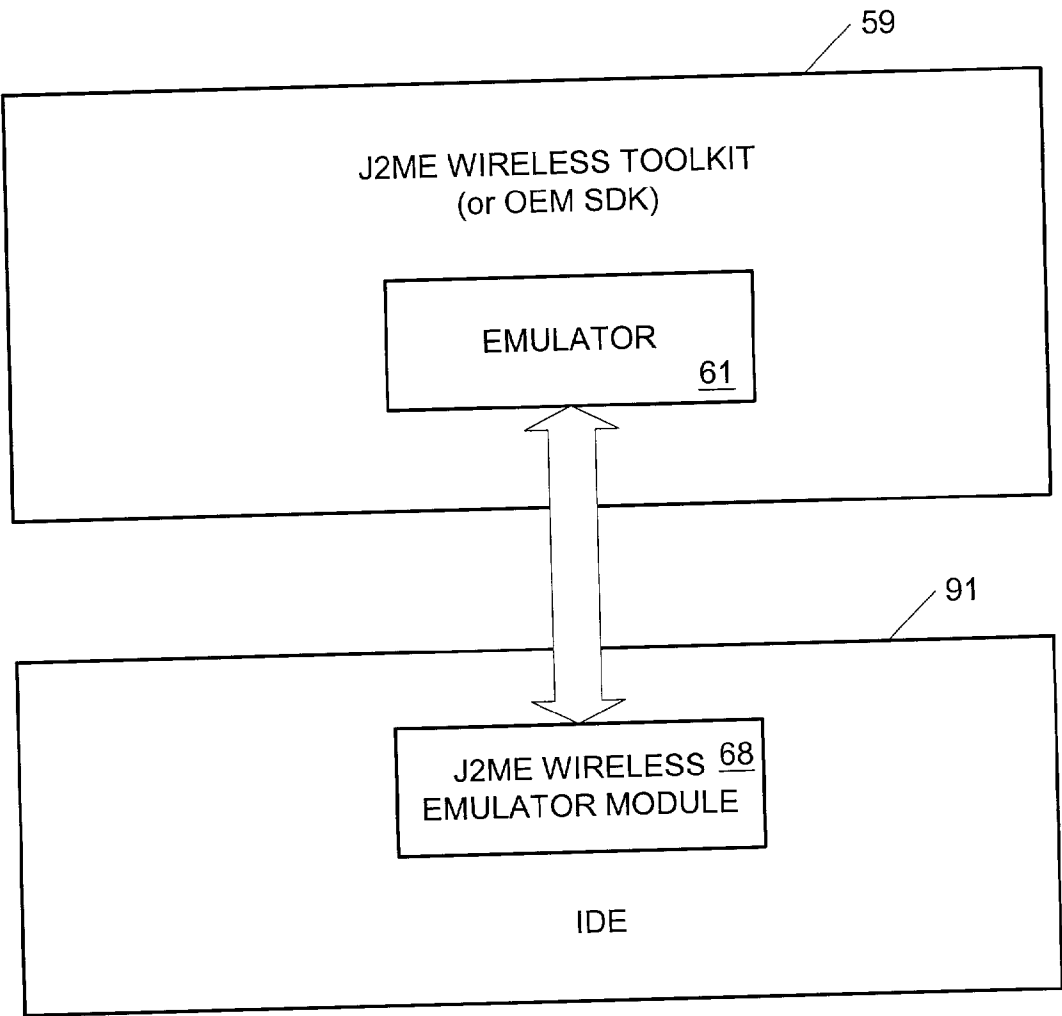 59
J2ME WIRELESS TOOLKIT
(or OEM SDK)
EMULATOR
61
91
J2ME WIRELESS 68
EMULATOR MODULE
IDE